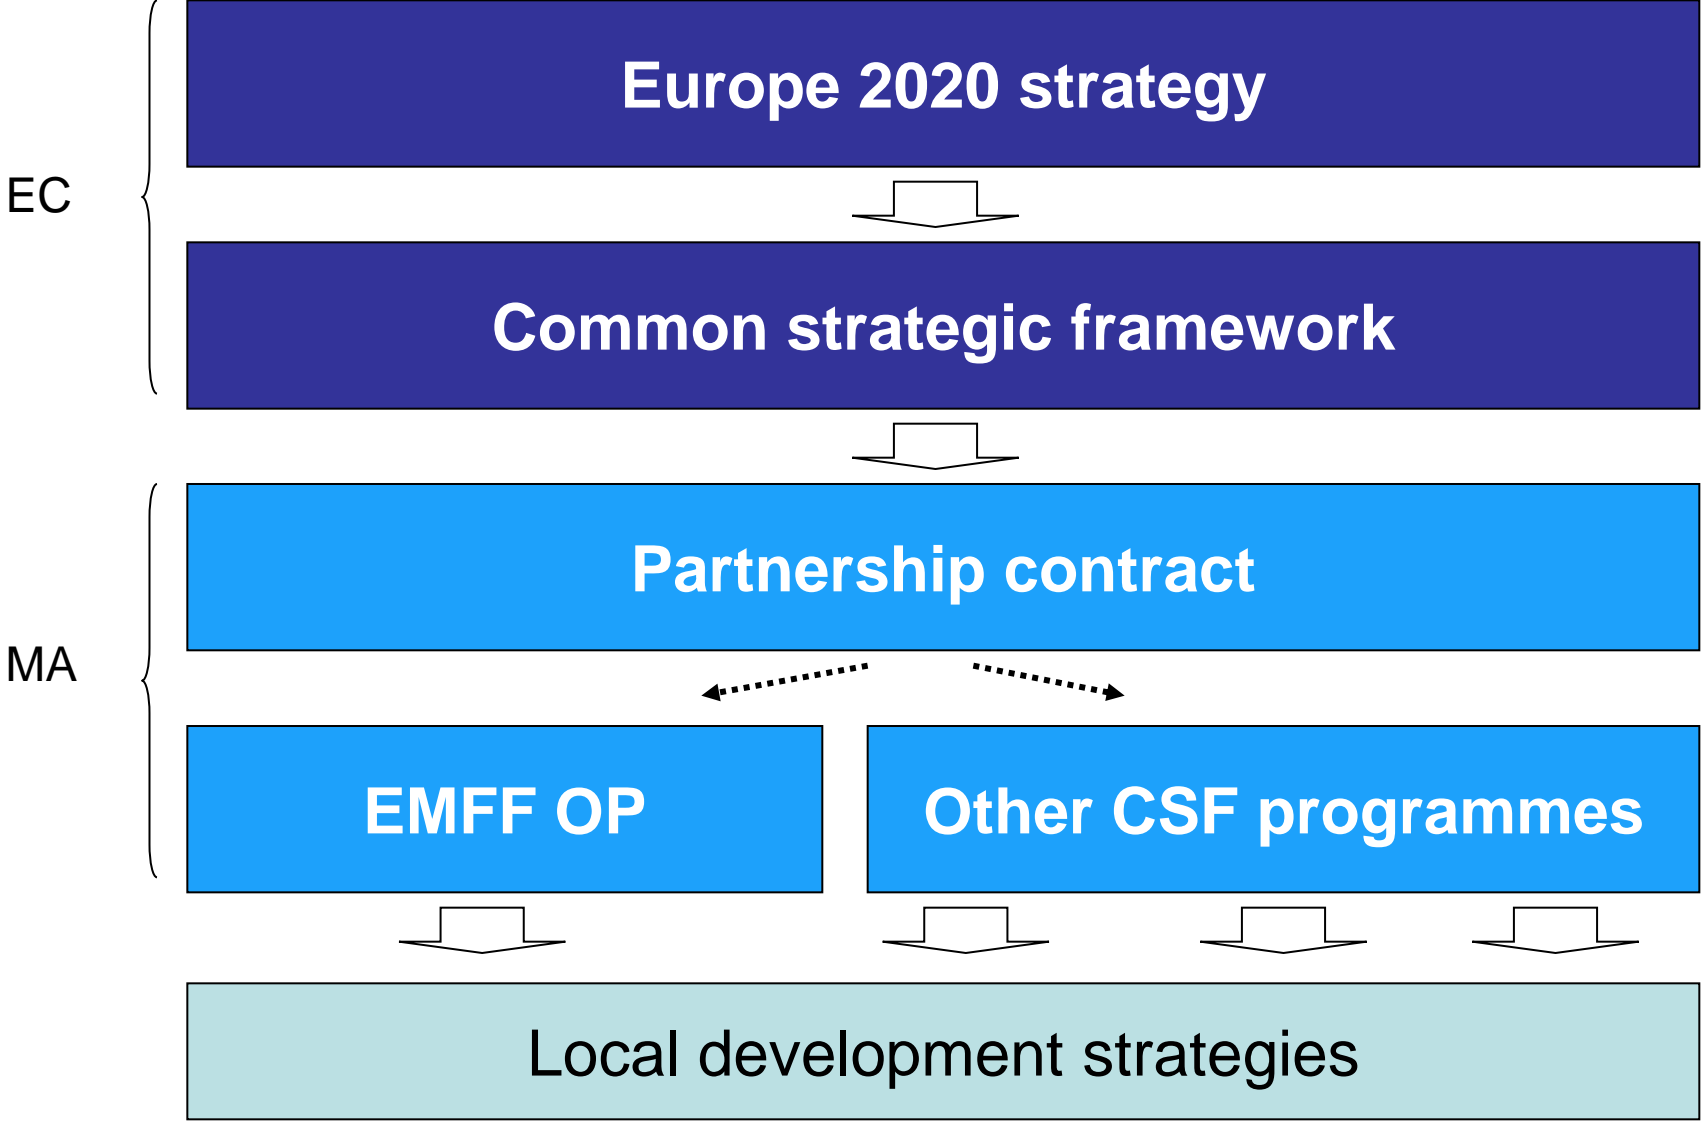 Europe 2020 strategy
EC
Common strategic framework
Partnership contract
MA
EMFF OP
Other CSF programmes
Local development strategies